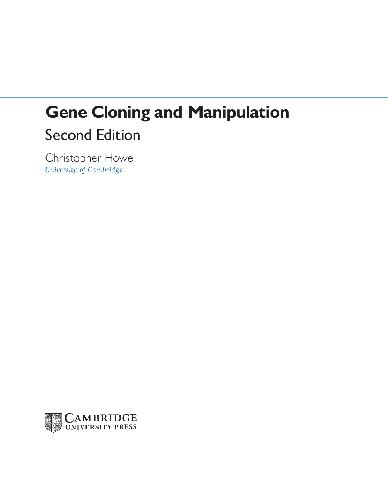 Gene Cloning and Manipulation
Second Edition
Christopher Howe
University of Cambridge
CAMBRIDGE
UNIVERSITY PRESS